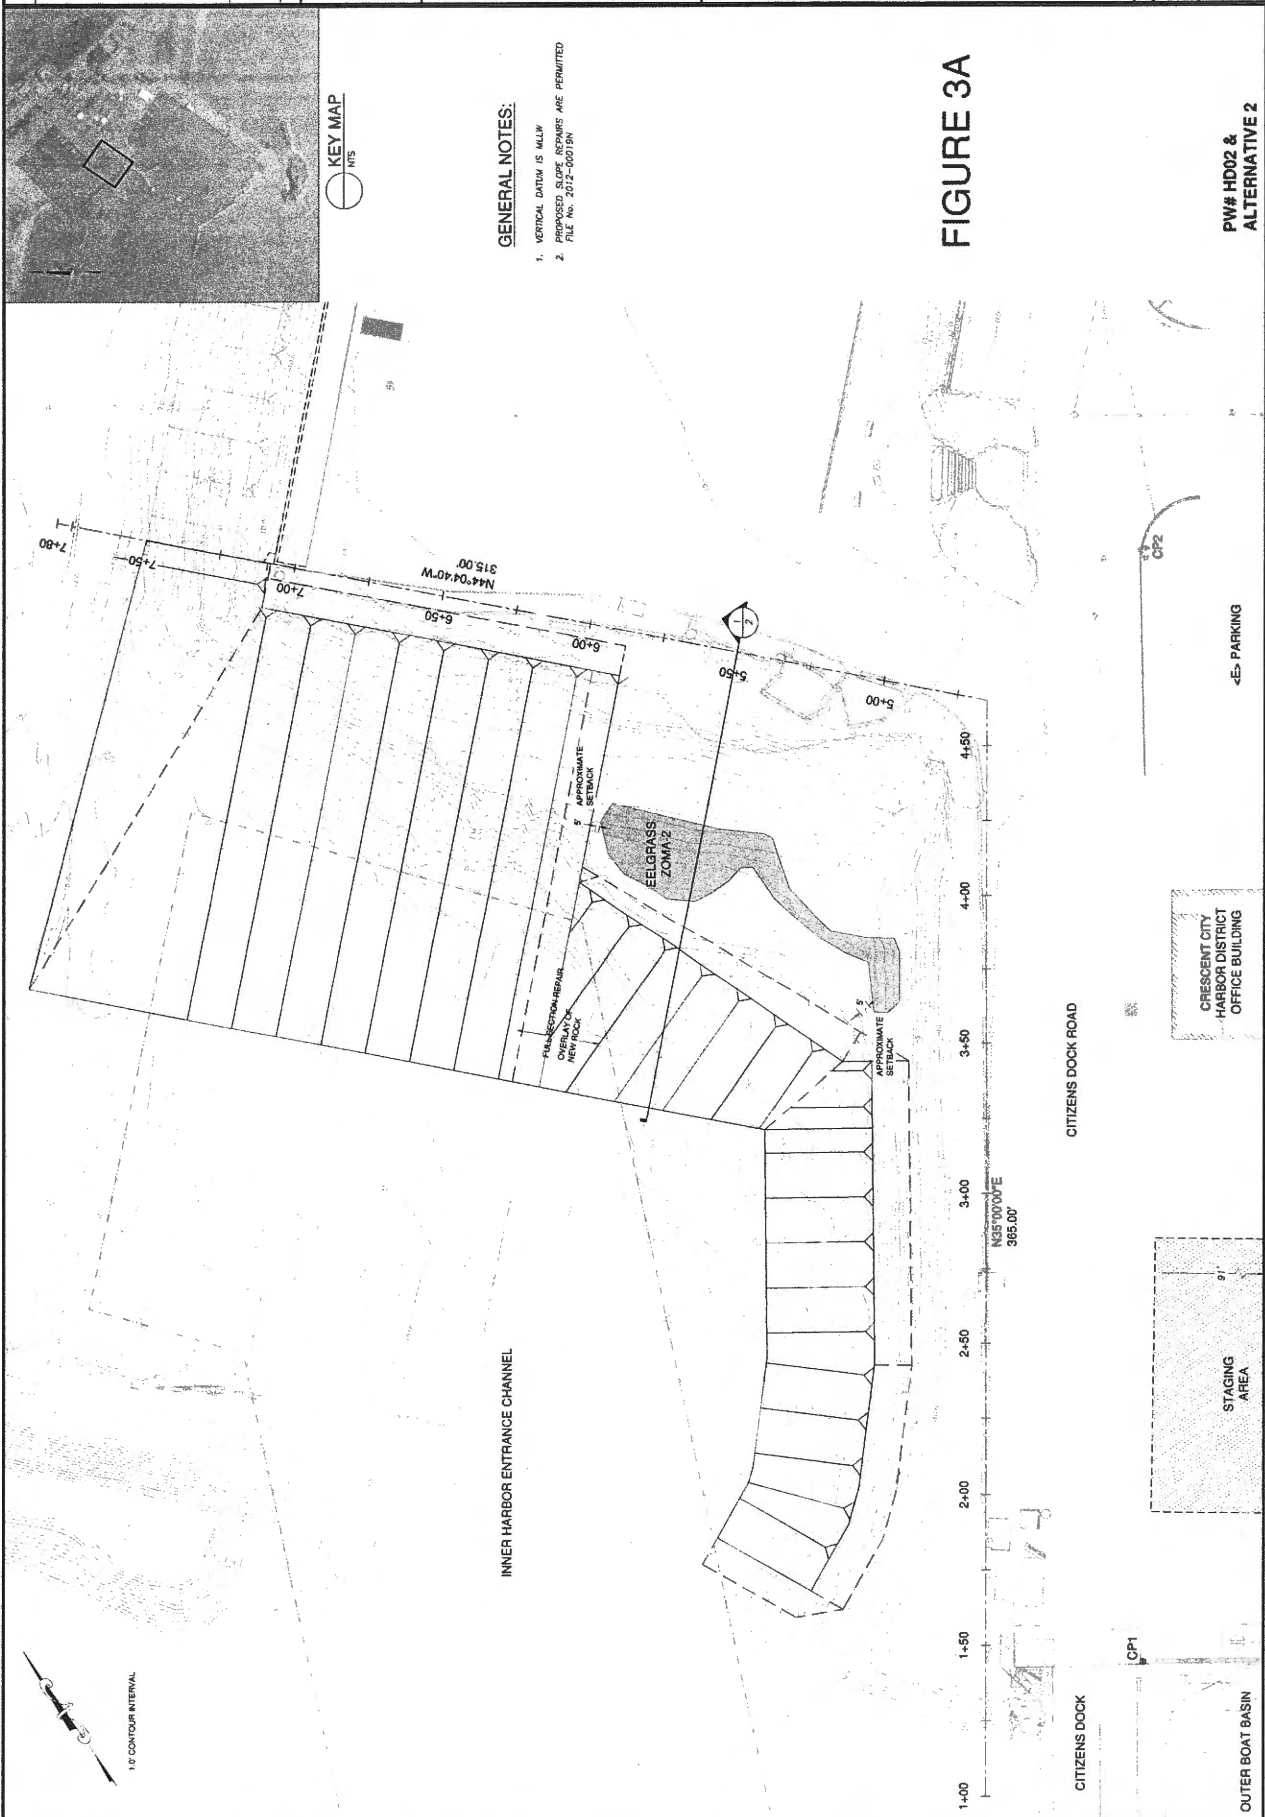 KEY MAP
NTS
GENERAL NOTES:
1. VERTICAL DATUM IS MLLW
2. PROPOSED SLOPE REPAIRS ARE PERMITTED
FILE No. 2012-00019N
FIGURE 3A
PW# HD02 &
ALTERNATIVE 2
1.0' CONTOUR INTERVAL
INNER HARBOR ENTRANCE CHANNEL
FULL SECTION REPAIR
OVERLAY OF
NEW ROCK
5'
APPROXIMATE
SETBACK
EELGRASS
ZOMA-2
5'
APPROXIMATE
SETBACK
7+80
7+50
7+00
6+50
6+00
5+50
5+00
N44°04'40"W
315.00'
1
2
1+00
1+50
2+00
2+50
3+00
3+50
4+00
4+50
N35°00'00"E
365.00'
CITIZENS DOCK
CITIZENS DOCK ROAD
CP1
CP2
OUTER BOAT BASIN
STAGING
AREA
91'
CRESCENT CITY
HARBOR DISTRICT
OFFICE BUILDING
<E> PARKING